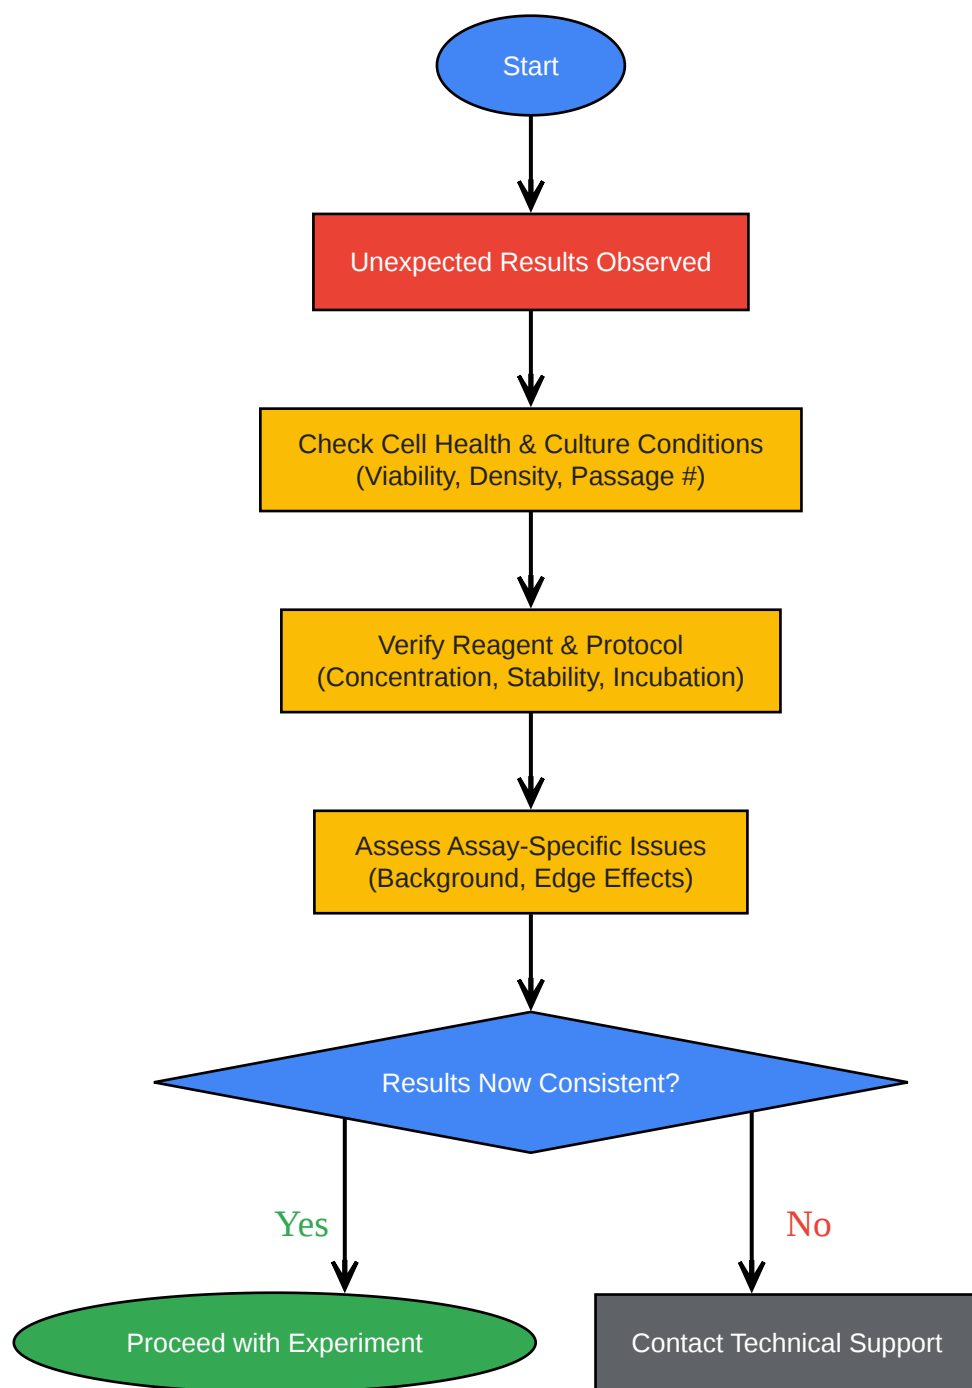 Start
Unexpected Results Observed
Check Cell Health & Culture Conditions
(Viability, Density, Passage #)
Verify Reagent & Protocol
(Concentration, Stability, Incubation)
Assess Assay-Specific Issues
(Background, Edge Effects)
Results Now Consistent?
Yes
No
Proceed with Experiment
Contact Technical Support